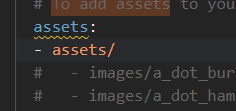 # To add assets to you
assets:
- assets/
# - images/a_dot_bur
# - images/a_dot_ham